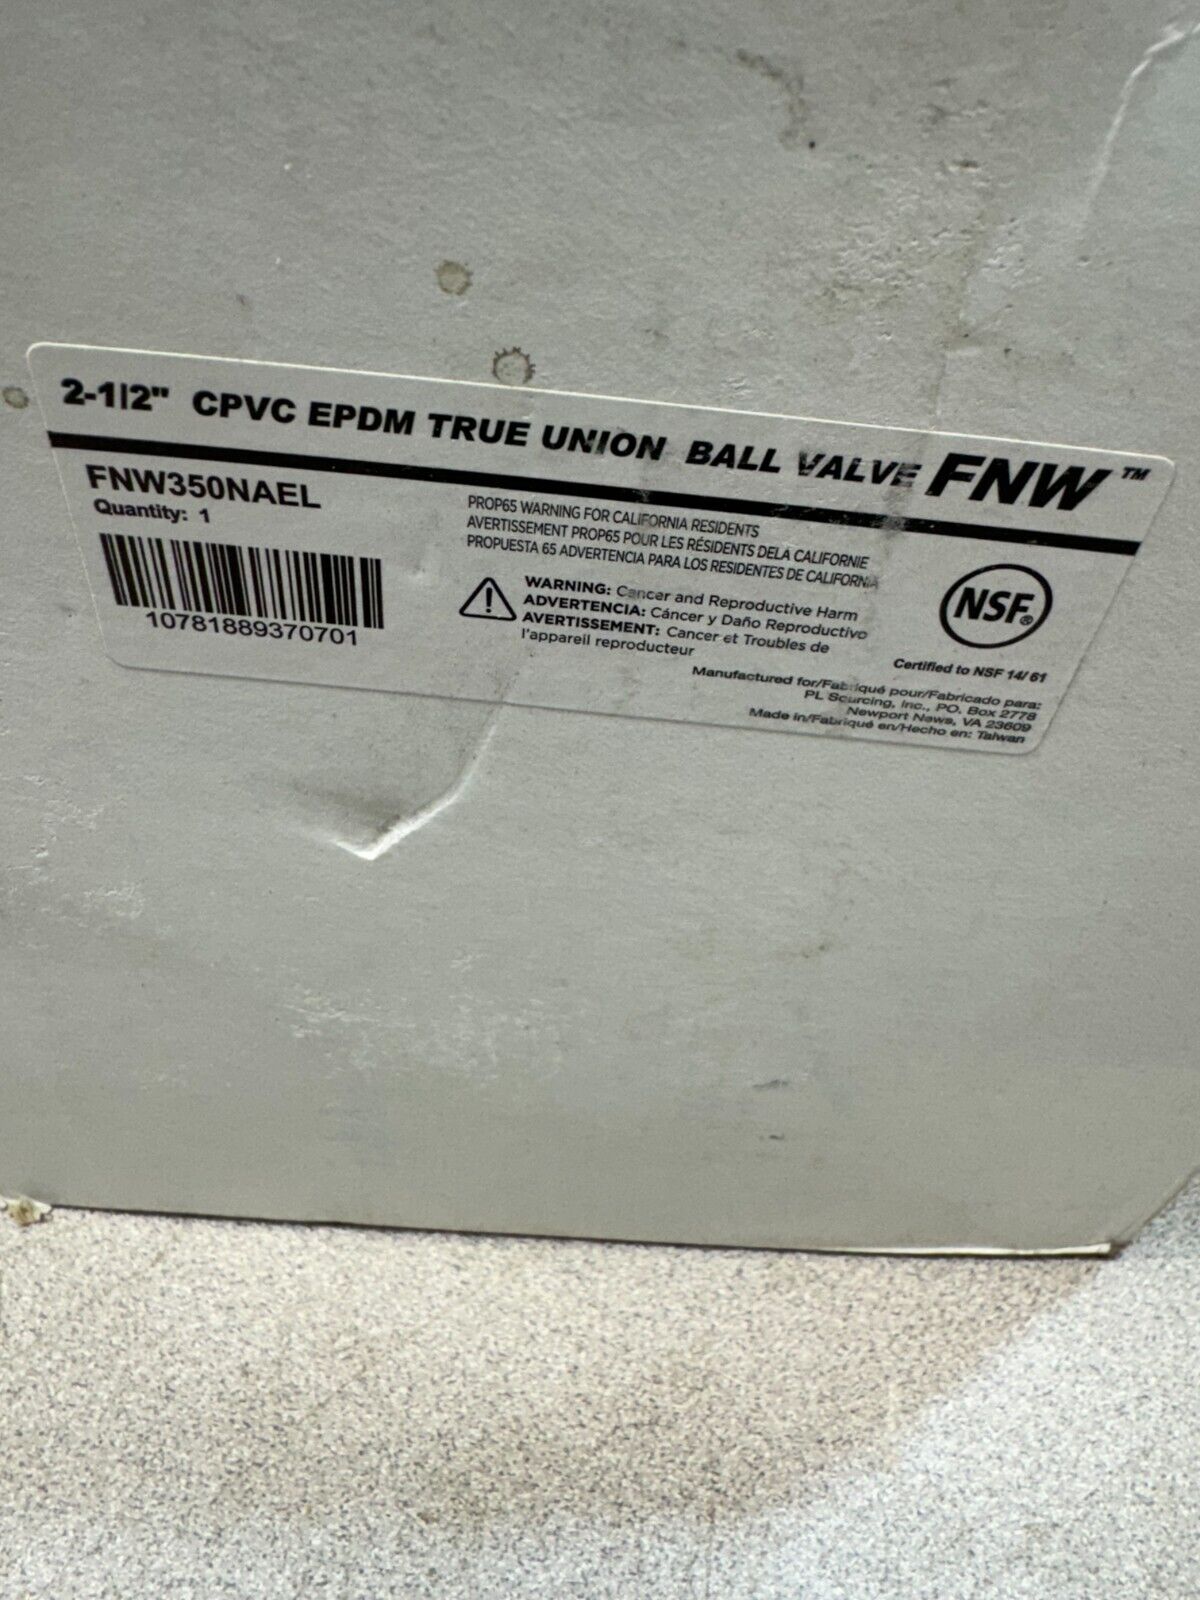 2-1/2" CPVC EPDM TRUE UNION BALL VALVE FNW™
FNW350NAEL
Quantity: 1
10781889370701
PROP65 WARNING FOR CALIFORNIA RESIDENTS
AVERTISSEMENT PROP65 POUR LES RÉSIDENTS DELA CALIFORNIE
PROPUESTA 65 ADVERTENCIA PARA LOS RESIDENTES DE CALIFORNIA
WARNING: Cancer and Reproductive Harm
ADVERTENCIA: Cáncer y Daño Reproductivo
AVERTISSEMENT: Cancer et Troubles de
l'appareil reproducteur
NSF®
Certified to NSF 14/61
Manufactured for/Fabriqué pour/Fabricado para:
PL Sourcing, Inc., PO. Box 2778
Newport News, VA 23609
Made in/Fabriqué en/Hecho en: Taiwan